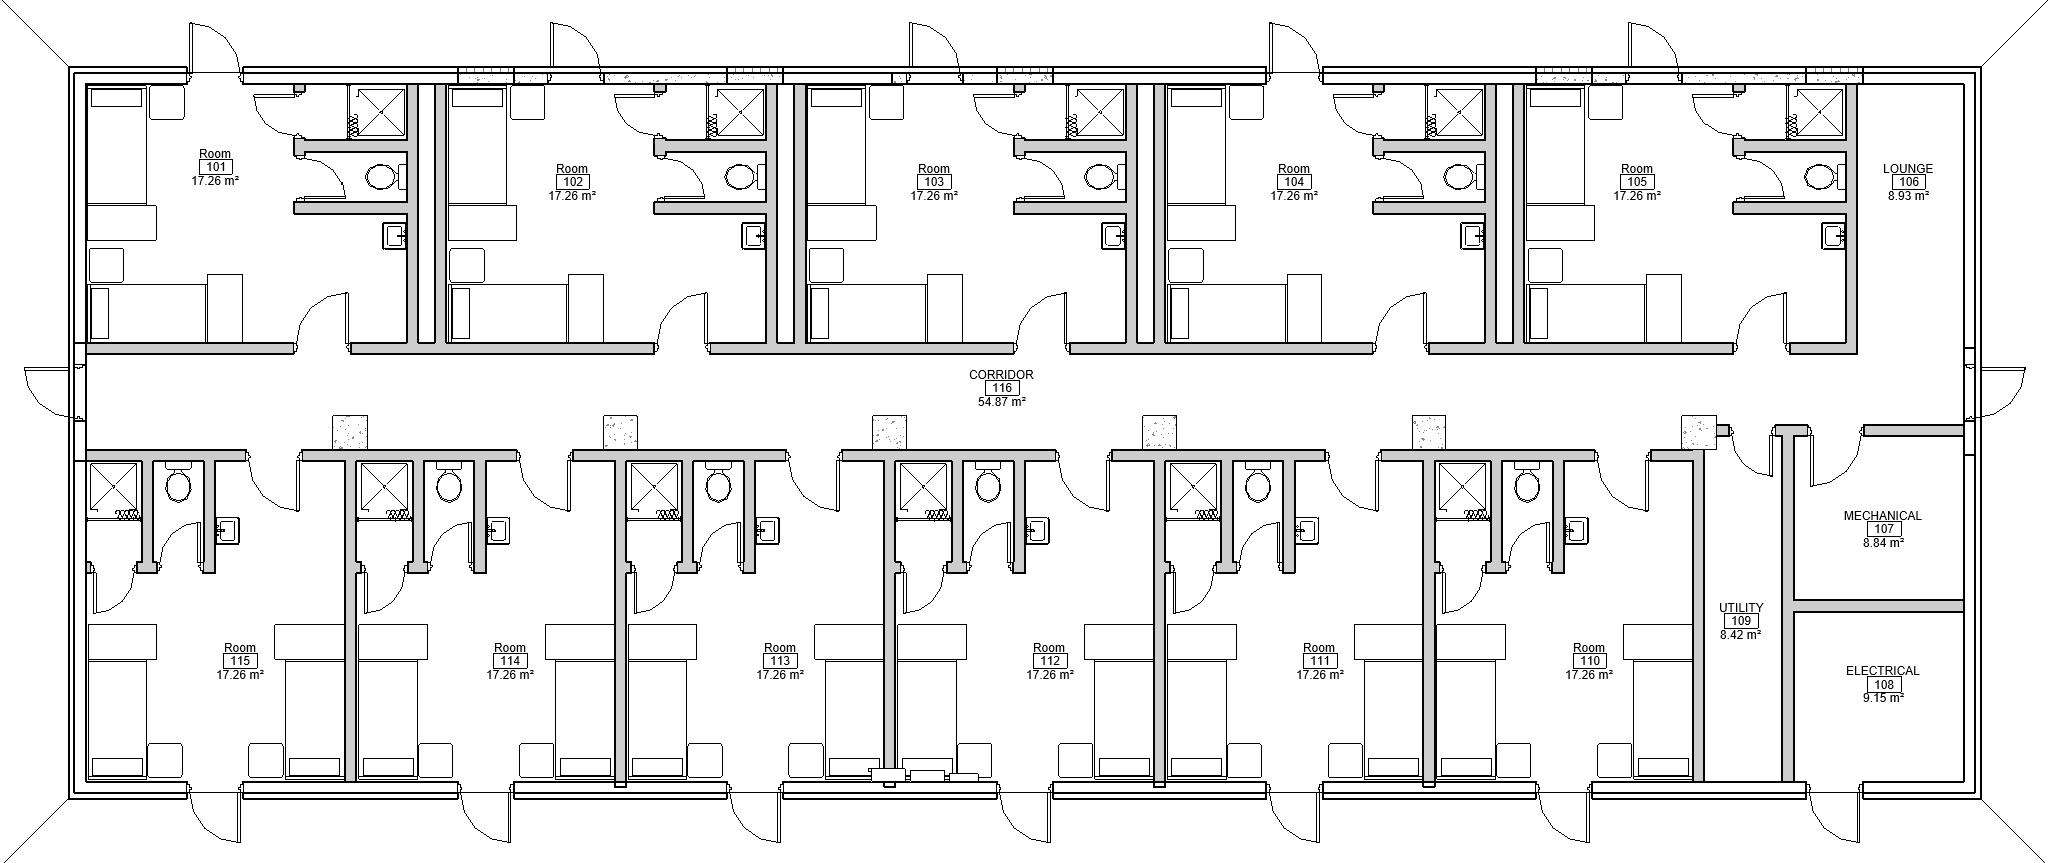 Room
101
17.26 m²
Room
102
17.26 m²
Room
103
17.26 m²
Room
104
17.26 m²
Room
105
17.26 m²
LOUNGE
106
8.93 m²
CORRIDOR
116
54.87 m²
MECHANICAL
107
8.84 m²
UTILITY
109
8.42 m²
Room
115
17.26 m²
Room
114
17.26 m²
Room
113
17.26 m²
Room
112
17.26 m²
Room
111
17.26 m²
Room
110
17.26 m²
ELECTRICAL
108
9.15 m²